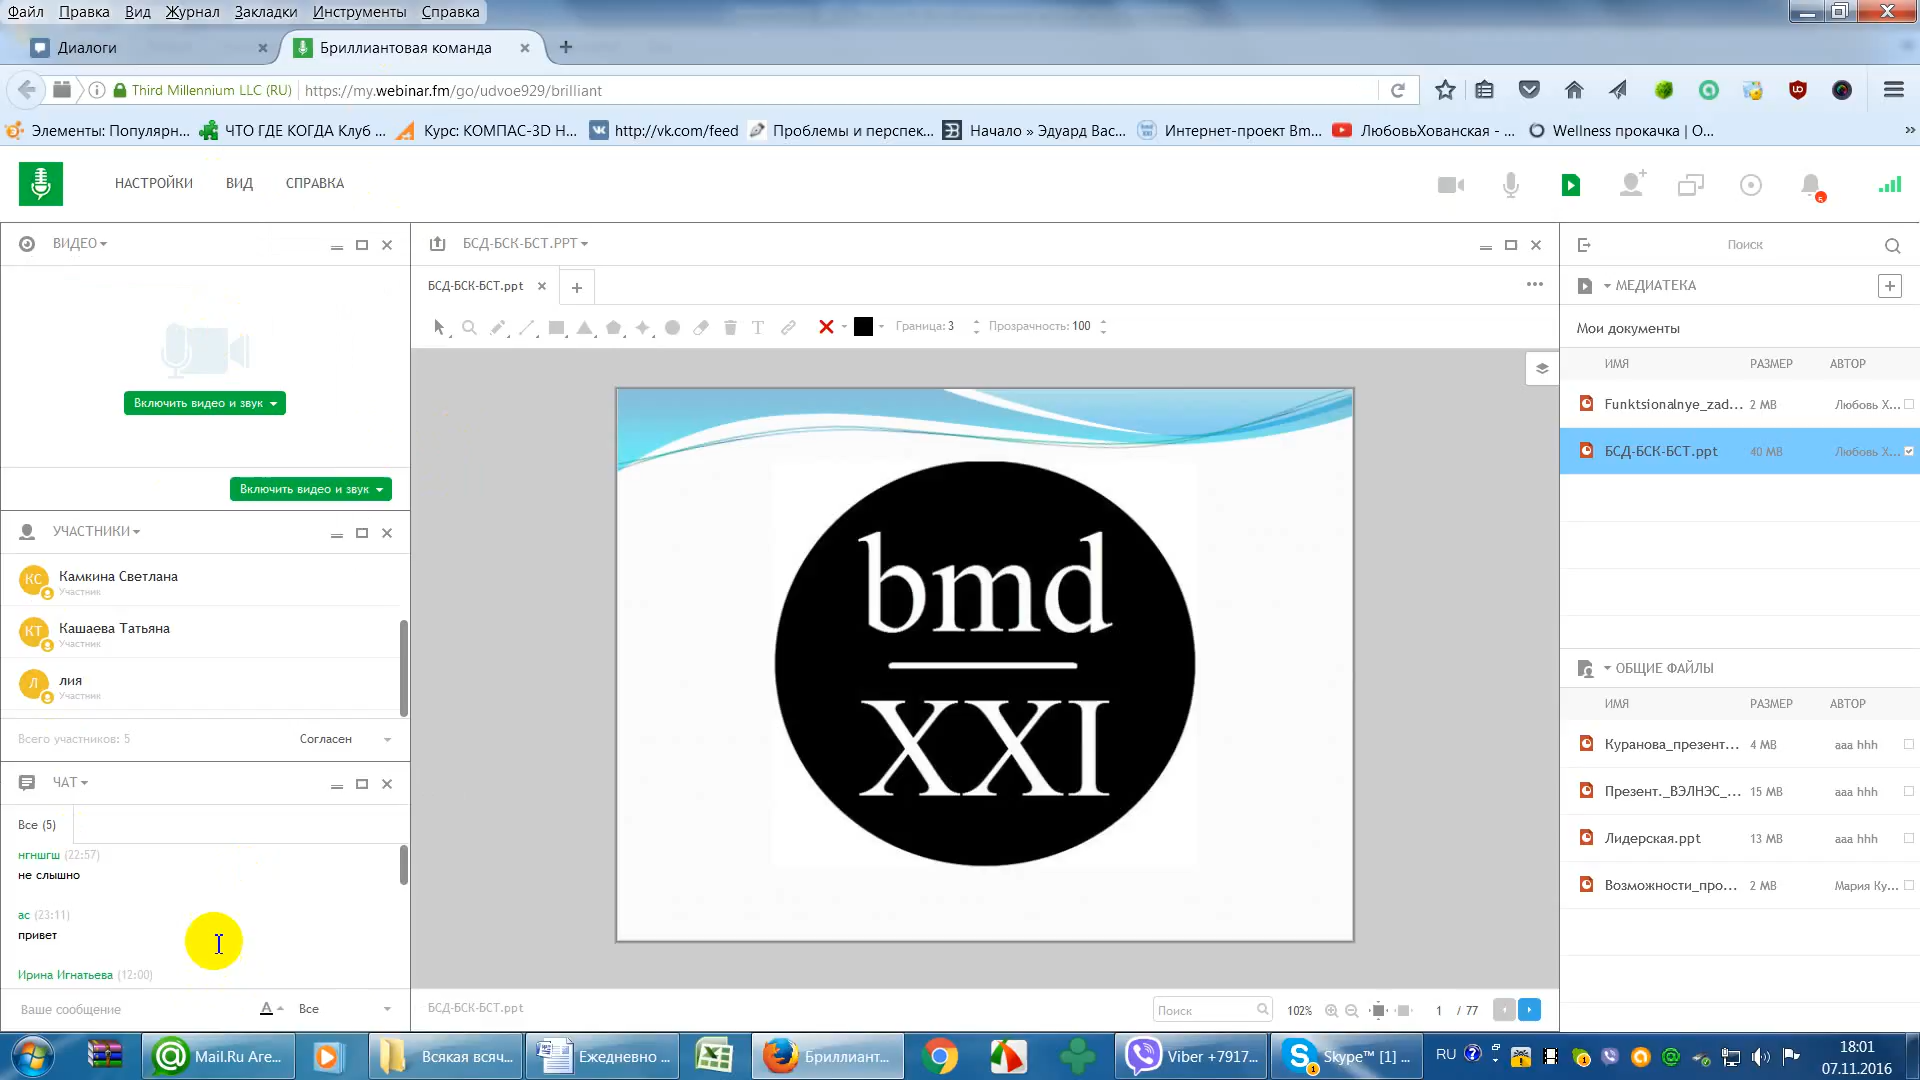 Файл Правка Вид Журнал Закладки Инструменты Справка
Диалоги
Бриллиантовая команда
Third Millennium LLC (RU) https://my.webinar.fm/go/udvoe929/brilliant
Элементы: Популярн... ЧТО ГДЕ КОГДА Клуб ... Курс: КОМПАС-3D Н... http://vk.com/feed Проблемы и перспек... Начало » Эдуард Вас... Интернет-проект Bm... ЛюбовьХованская - ... Wellness прокачка | О...
НАСТРОЙКИ ВИД СПРАВКА
ВИДЕО
Включить видео и звук
Включить видео и звук
УЧАСТНИКИ
КС Камкина Светлана
Участник
КТ Кашаева Татьяна
Участник
Л лия
Участник
Всего участников: 5 Согласен
ЧАТ
Все (5)
нгншгш (22:57)
не слышно
ас (23:11)
привет
Ирина Игнатьева (12:00)
Ваше сообщение А Все
БСД-БСК-БСТ.PPT
БСД-БСК-БСТ.ppt
Граница: 3 Прозрачность: 100
bmd
XXI
БСД-БСК-БСТ.ppt Поиск 102% 1 / 77
Поиск
МЕДИАТЕКА
Мои документы
ИМЯ РАЗМЕР АВТОР
Funktsionalnye_zad... 2 MB Любовь Х...
БСД-БСК-БСТ.ppt 40 MB Любовь Х...
ОБЩИЕ ФАЙЛЫ
ИМЯ РАЗМЕР АВТОР
Куранова_презент... 4 MB aaa hhh
Презент._ВЭЛНЭС_... 15 MB aaa hhh
Лидерская.ppt 13 MB aaa hhh
Возможности_про... 2 MB Мария Ку...
Mail.Ru Аге... Всякая всяч... Ежедневно ... Бриллиант... Viber +7917... Skype™ [1] ... RU 18:01
07.11.2016